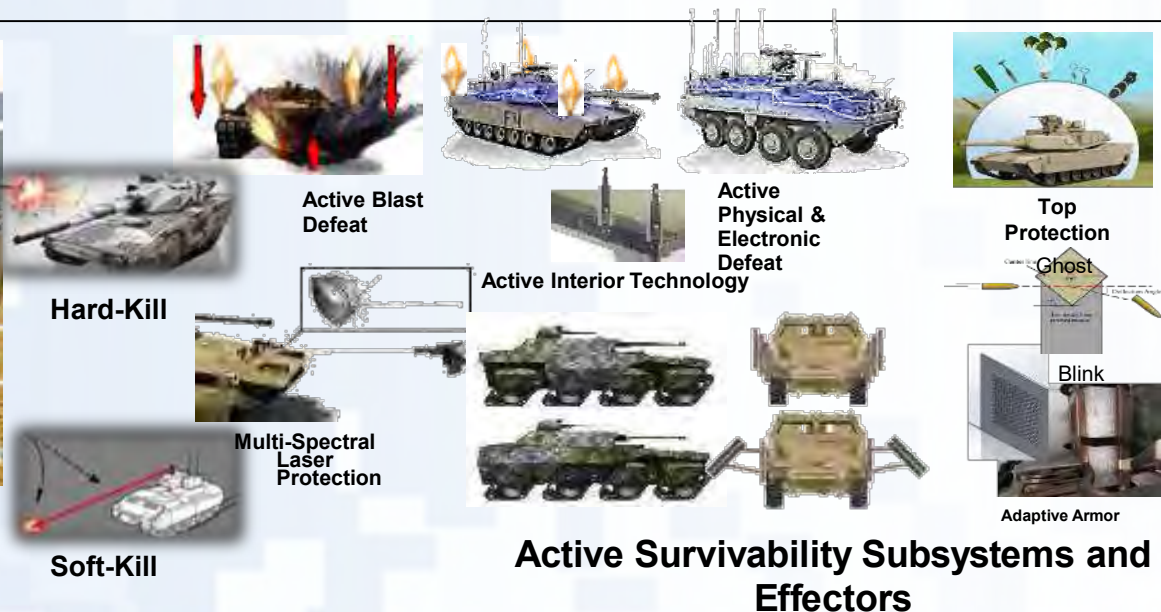 Active Blast
Defeat
Active
Physical &
Electronic
Defeat
Top
Protection
Ghost
Hard-Kill
Active Interior Technology
Blink
Multi-Spectral
Laser
Protection
Adaptive Armor
Soft-Kill
Active Survivability Subsystems and
Effectors